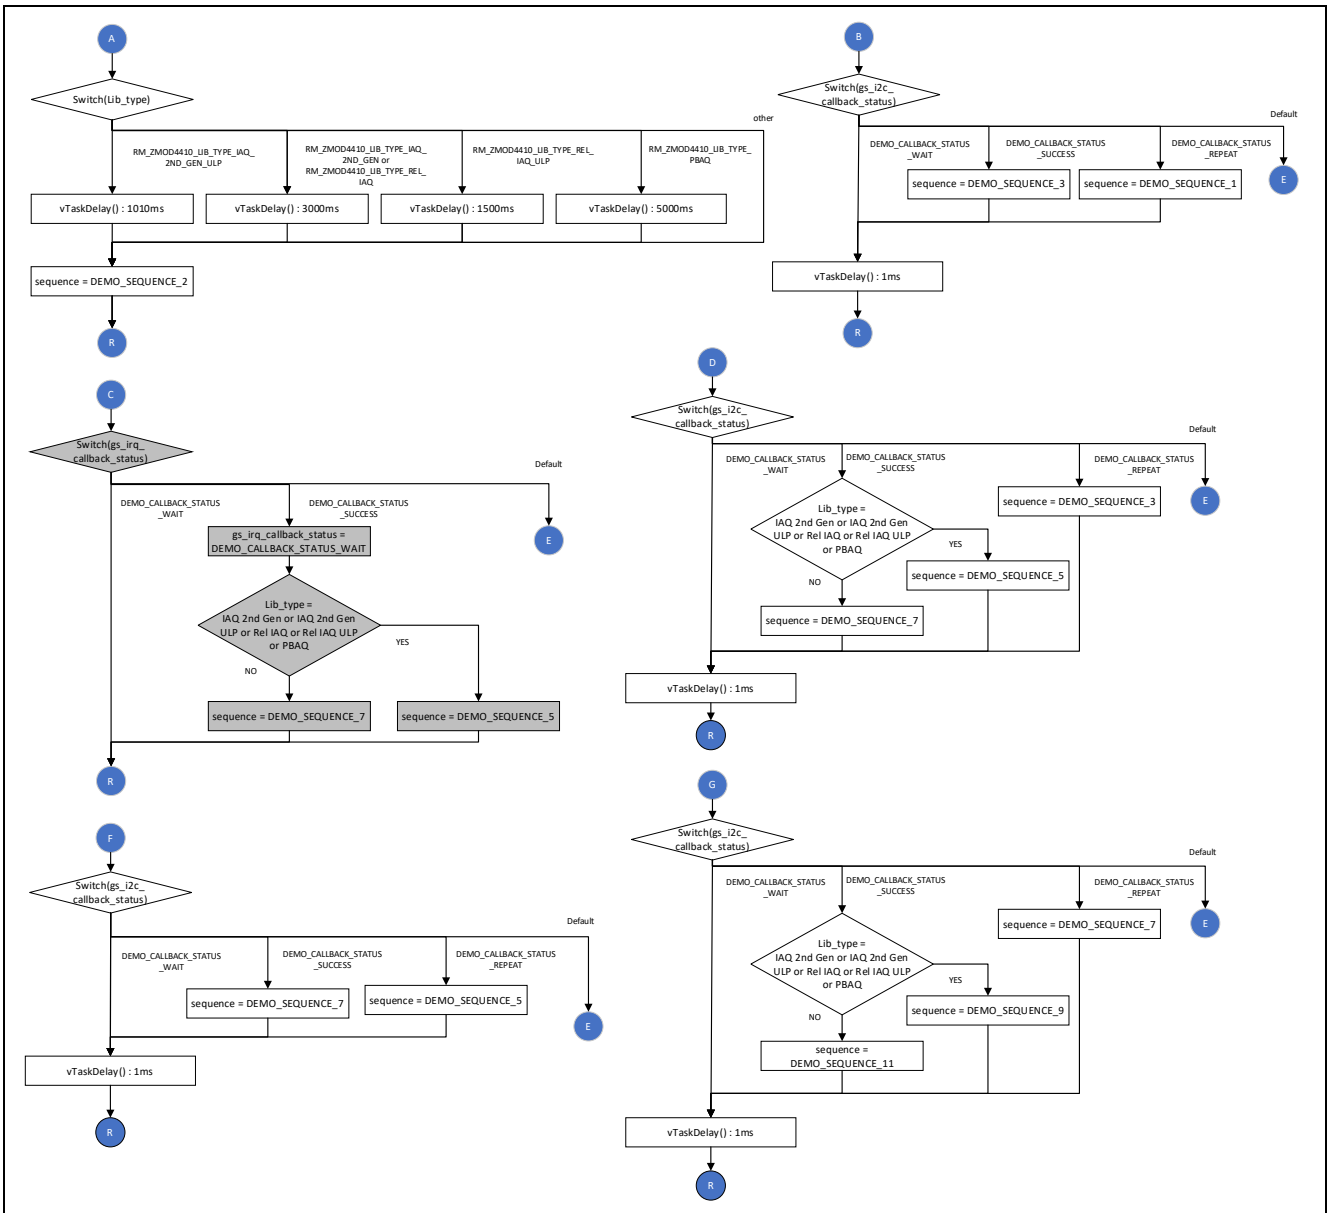 A
Switch(Lib_type)
other
RM_ZMOD4410_LIB_TYPE_IAQ_
2ND_GEN_ULP
RM_ZMOD4410_LIB_TYPE_IAQ_
2ND_GEN or
RM_ZMOD4410_LIB_TYPE_REL_
IAQ
RM_ZMOD4410_LIB_TYPE_REL_
IAQ_ULP
RM_ZMOD4410_LIB_TYPE_
PBAQ
vTaskDelay() : 1010ms
vTaskDelay() : 3000ms
vTaskDelay() : 1500ms
vTaskDelay() : 5000ms
sequence = DEMO_SEQUENCE_2
R
B
Switch(gs_i2c_
callback_status)
Default
DEMO_CALLBACK_STATUS
_WAIT
DEMO_CALLBACK_STATUS
_SUCCESS
DEMO_CALLBACK_STATUS
_REPEAT
E
sequence = DEMO_SEQUENCE_3
sequence = DEMO_SEQUENCE_1
vTaskDelay() : 1ms
R
C
Switch(gs_irq_
callback_status)
Default
DEMO_CALLBACK_STATUS
_WAIT
DEMO_CALLBACK_STATUS
_SUCCESS
E
gs_irq_callback_status =
DEMO_CALLBACK_STATUS_WAIT
Lib_type =
IAQ 2nd Gen or IAQ 2nd Gen
ULP or Rel IAQ or Rel IAQ ULP
or PBAQ
YES
NO
sequence = DEMO_SEQUENCE_7
sequence = DEMO_SEQUENCE_5
R
D
Switch(gs_i2c_
callback_status)
Default
DEMO_CALLBACK_STATUS
_WAIT
DEMO_CALLBACK_STATUS
_SUCCESS
DEMO_CALLBACK_STATUS
_REPEAT
E
sequence = DEMO_SEQUENCE_3
Lib_type =
IAQ 2nd Gen or IAQ 2nd Gen
ULP or Rel IAQ or Rel IAQ ULP
or PBAQ
YES
NO
sequence = DEMO_SEQUENCE_5
sequence = DEMO_SEQUENCE_7
vTaskDelay() : 1ms
R
F
Switch(gs_i2c_
callback_status)
Default
DEMO_CALLBACK_STATUS
_WAIT
DEMO_CALLBACK_STATUS
_SUCCESS
DEMO_CALLBACK_STATUS
_REPEAT
sequence = DEMO_SEQUENCE_7
sequence = DEMO_SEQUENCE_5
E
vTaskDelay() : 1ms
R
G
Switch(gs_i2c_
callback_status)
Default
DEMO_CALLBACK_STATUS
_WAIT
DEMO_CALLBACK_STATUS
_SUCCESS
DEMO_CALLBACK_STATUS
_REPEAT
E
sequence = DEMO_SEQUENCE_7
Lib_type =
IAQ 2nd Gen or IAQ 2nd Gen
ULP or Rel IAQ or Rel IAQ ULP
or PBAQ
YES
NO
sequence = DEMO_SEQUENCE_9
sequence =
DEMO_SEQUENCE_11
vTaskDelay() : 1ms
R